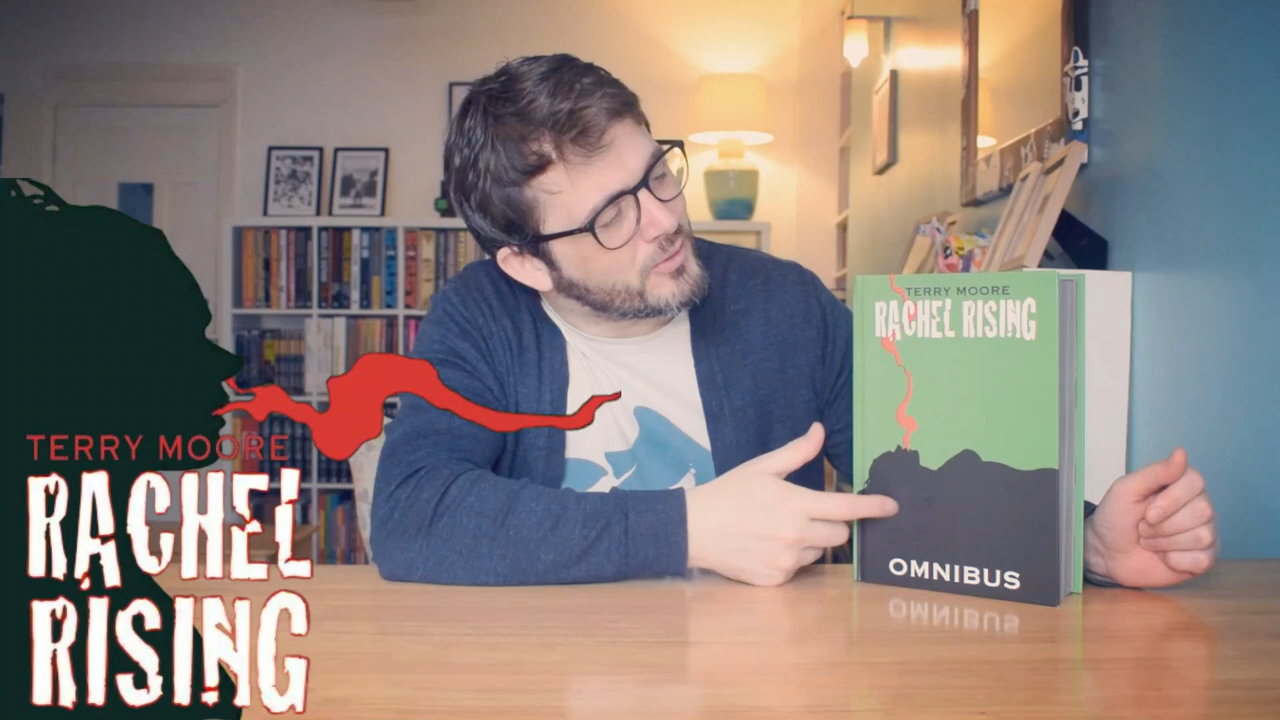 TERRY MOORE
RACHEL RISING
OMNIBUS
TERRY MOORE
RACHEL
RISING